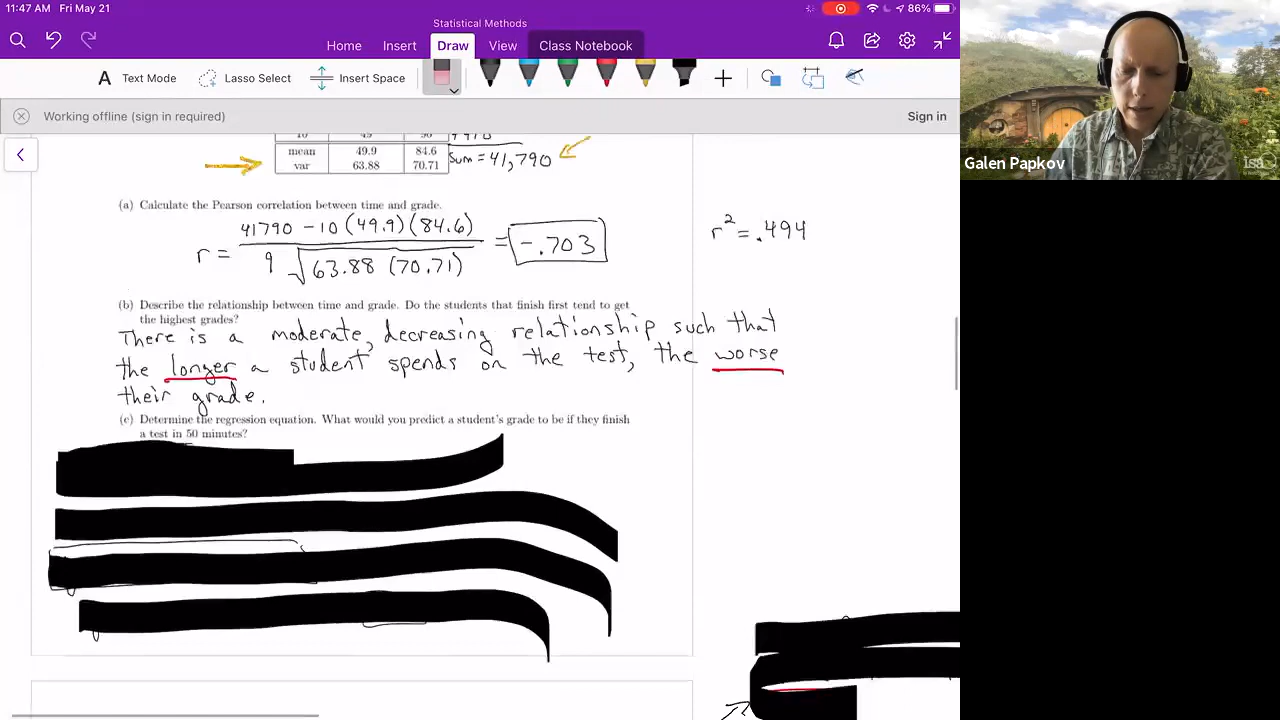 11:47 AM Fri May 21
86%
Statistical Methods
Home Insert Draw View Class Notebook
Text Mode Lasso Select Insert Space
Working offline (sign in required) Sign in
Galen Papkov
mean 49.9 84.6
var 63.88 70.71
Sum = 41,790
(a) Calculate the Pearson correlation between time and grade.
r = 41790 - 10 (49.9)(84.6)
9 √63.88 (70.71)
= -.703
r² = .494
(b) Describe the relationship between time and grade. Do the students that finish first tend to get
the highest grades?
There is a moderate, decreasing relationship such that
the longer a student spends on the test, the worse
their grade.
(c) Determine the regression equation. What would you predict a student's grade to be if they finish
a test in 50 minutes?